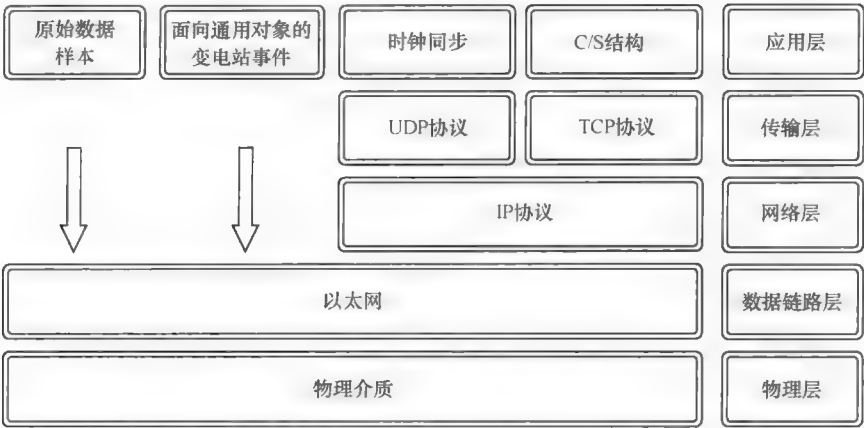 原始数据
样本
面向通用对象的
变电站事件
时钟同步
C/S结构
应用层
UDP协议
TCP协议
传输层
IP协议
网络层
以太网
数据链路层
物理介质
物理层